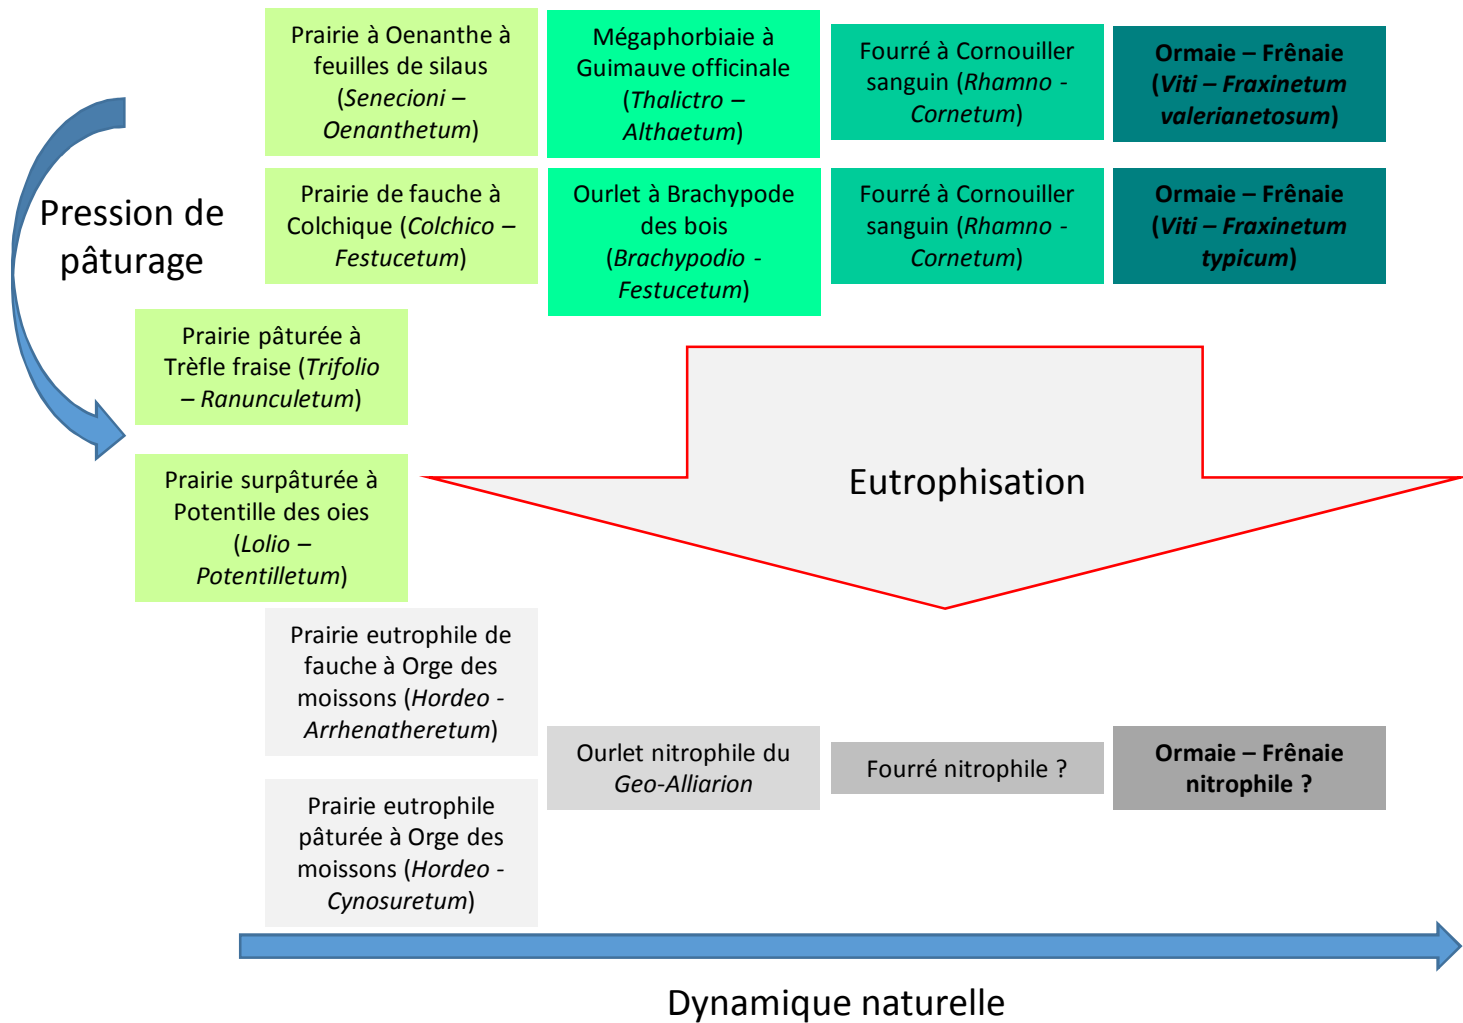 Prairie à Oenanthe à
feuilles de silaus
(Senecioni –
Oenanthetum)
Mégaphorbiaie à
Guimauve officinale
(Thalictro –
Althaetum)
Fourré à Cornouiller
sanguin (Rhamno -
Cornetum)
Ormaie – Frênaie
(Viti – Fraxinetum
valerianetosum)
Pression de
pâturage
Prairie de fauche à
Colchique (Colchico –
Festucetum)
Ourlet à Brachypode
des bois
(Brachypodio -
Festucetum)
Fourré à Cornouiller
sanguin (Rhamno -
Cornetum)
Ormaie – Frênaie
(Viti – Fraxinetum
typicum)
Prairie pâturée à
Trèfle fraise (Trifolio
– Ranunculetum)
Prairie surpâturée à
Potentille des oies
(Lolio –
Potentilletum)
Eutrophisation
Prairie eutrophile de
fauche à Orge des
moissons (Hordeo -
Arrhenatheretum)
Ourlet nitrophile du
Geo-Alliarion
Fourré nitrophile ?
Ormaie – Frênaie
nitrophile ?
Prairie eutrophile
pâturée à Orge des
moissons (Hordeo -
Cynosuretum)
Dynamique naturelle